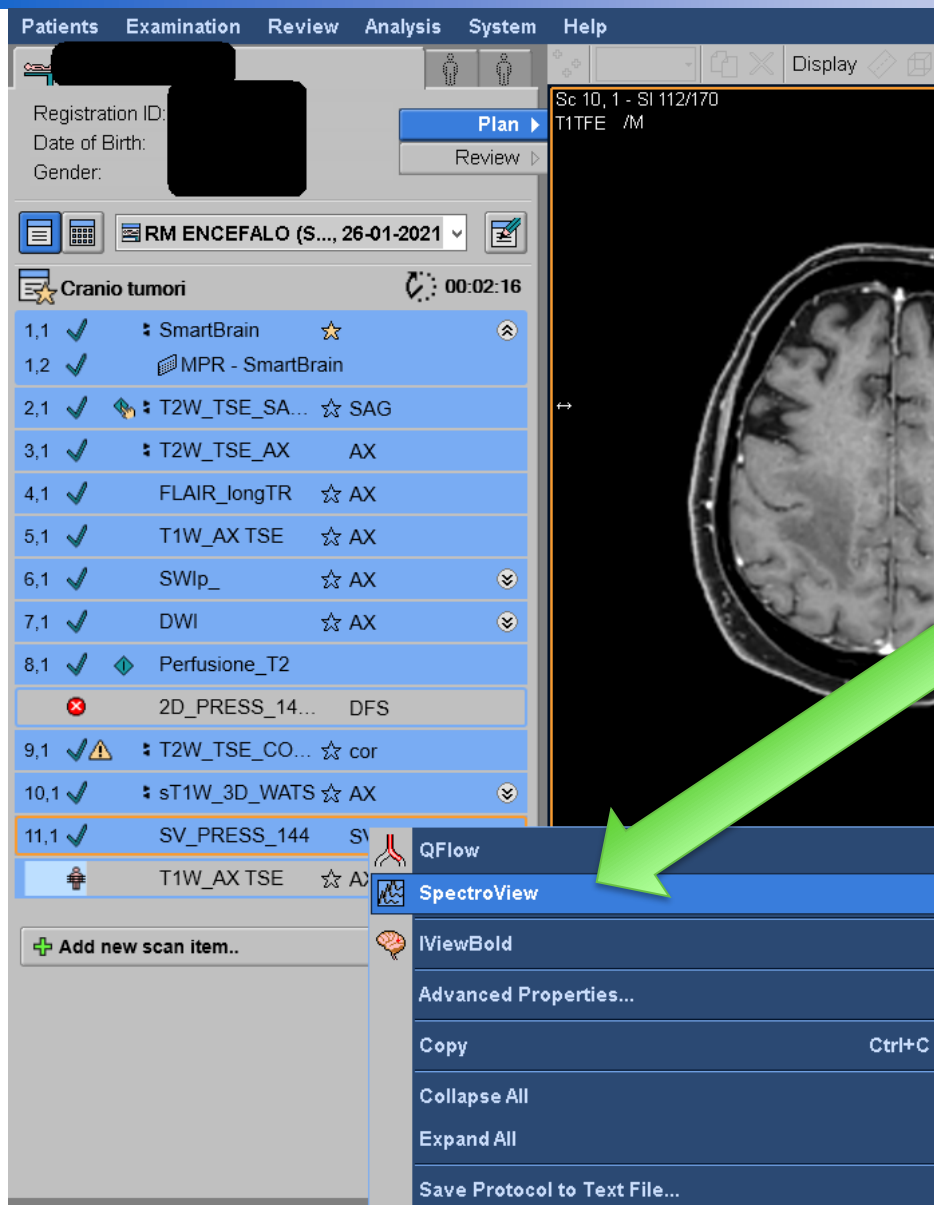 Patients Examination Review Analysis System Help
Display
Registration ID:
Date of Birth:
Gender:
Plan
Review
Sc 10, 1 - SI 112/170
T1TFE /M
RM ENCEFALO (S..., 26-01-2021
Cranio tumori 00:02:16
1,1 SmartBrain
1,2 MPR - SmartBrain
2,1 T2W_TSE_SA... SAG
3,1 T2W_TSE_AX AX
4,1 FLAIR_longTR AX
5,1 T1W_AX TSE AX
6,1 SWIp_ AX
7,1 DWI AX
8,1 Perfusione_T2
2D_PRESS_14... DFS
9,1 T2W_TSE_CO... cor
10,1 sT1W_3D_WATS AX
11,1 SV_PRESS_144
T1W_AX TSE
Add new scan item..
QFlow
SpectroView
IViewBold
Advanced Properties...
Copy Ctrl+C
Collapse All
Expand All
Save Protocol to Text File...